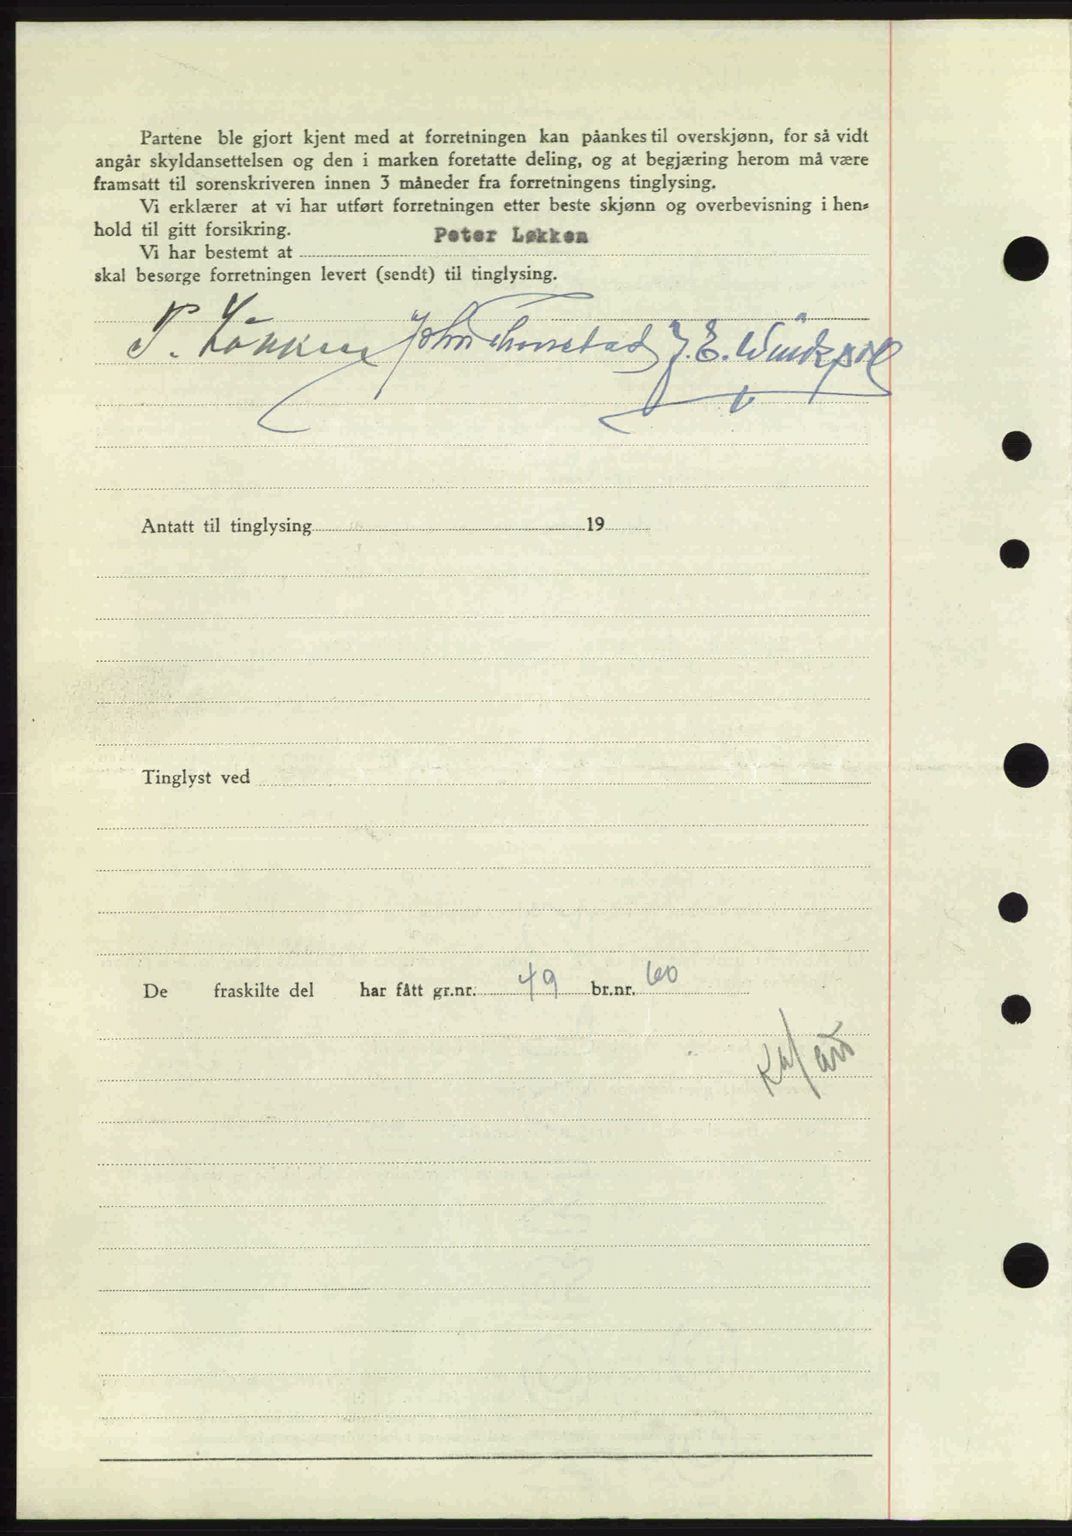 Partene ble gjort kjent med at forretningen kan påankes til overskjønn, for så vidt
angår skyldansettelsen og den i marken foretatte deling, og at begjæring herom må være
framsatt til sorenskriveren innen 3 måneder fra forretningens tinglysing.
Vi erklærer at vi har utført forretningen etter beste skjønn og overbevisning i hen-
hold til gitt forsikring.
Vi har bestemt at Peter Løkken
skal besørge forretningen levert (sendt) til tinglysing.
P. Lökken John J. E.
Antatt til tinglysing 19
Tinglyst ved
De fraskilte del har fått gr.nr. 49 br.nr. 60